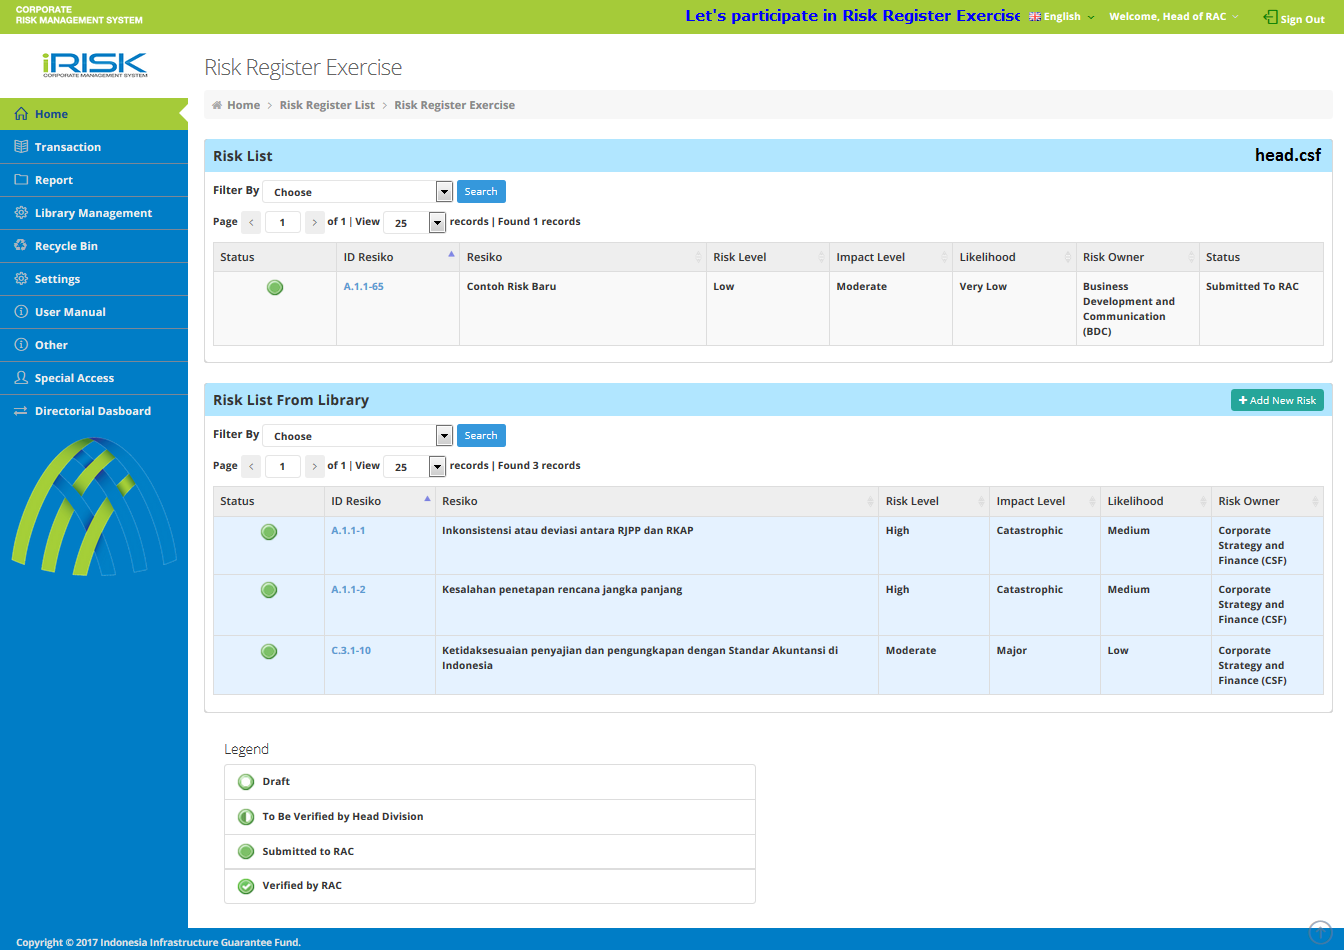 CORPORATE
RISK MANAGEMENT SYSTEM
Let's participate in Risk Register Exercise
English
Welcome, Head of RAC
Sign Out
iRISK
CORPORATE MANAGEMENT SYSTEM
Home
Transaction
Report
Library Management
Recycle Bin
Settings
User Manual
Other
Special Access
Directorial Dasboard
Risk Register Exercise
Home > Risk Register List > Risk Register Exercise
Risk List
head.csf
Filter By Choose Search
Page < 1 > of 1 | View 25 records | Found 1 records
Status ID Resiko Resiko Risk Level Impact Level Likelihood Risk Owner Status
A.1.1-65 Contoh Risk Baru Low Moderate Very Low Business Submitted To RAC
Development and
Communication
(BDC)
Risk List From Library
+ Add New Risk
Filter By Choose Search
Page < 1 > of 1 | View 25 records | Found 3 records
Status ID Resiko Resiko Risk Level Impact Level Likelihood Risk Owner
A.1.1-1 Inkonsistensi atau deviasi antara RJPP dan RKAP High Catastrophic Medium Corporate
Strategy and
Finance (CSF)
A.1.1-2 Kesalahan penetapan rencana jangka panjang High Catastrophic Medium Corporate
Strategy and
Finance (CSF)
C.3.1-10 Ketidaksesuaian penyajian dan pengungkapan dengan Standar Akuntansi di Moderate Major Low Corporate
Indonesia Strategy and
Finance (CSF)
Legend
Draft
To Be Verified by Head Division
Submitted to RAC
Verified by RAC
Copyright © 2017 Indonesia Infrastructure Guarantee Fund.